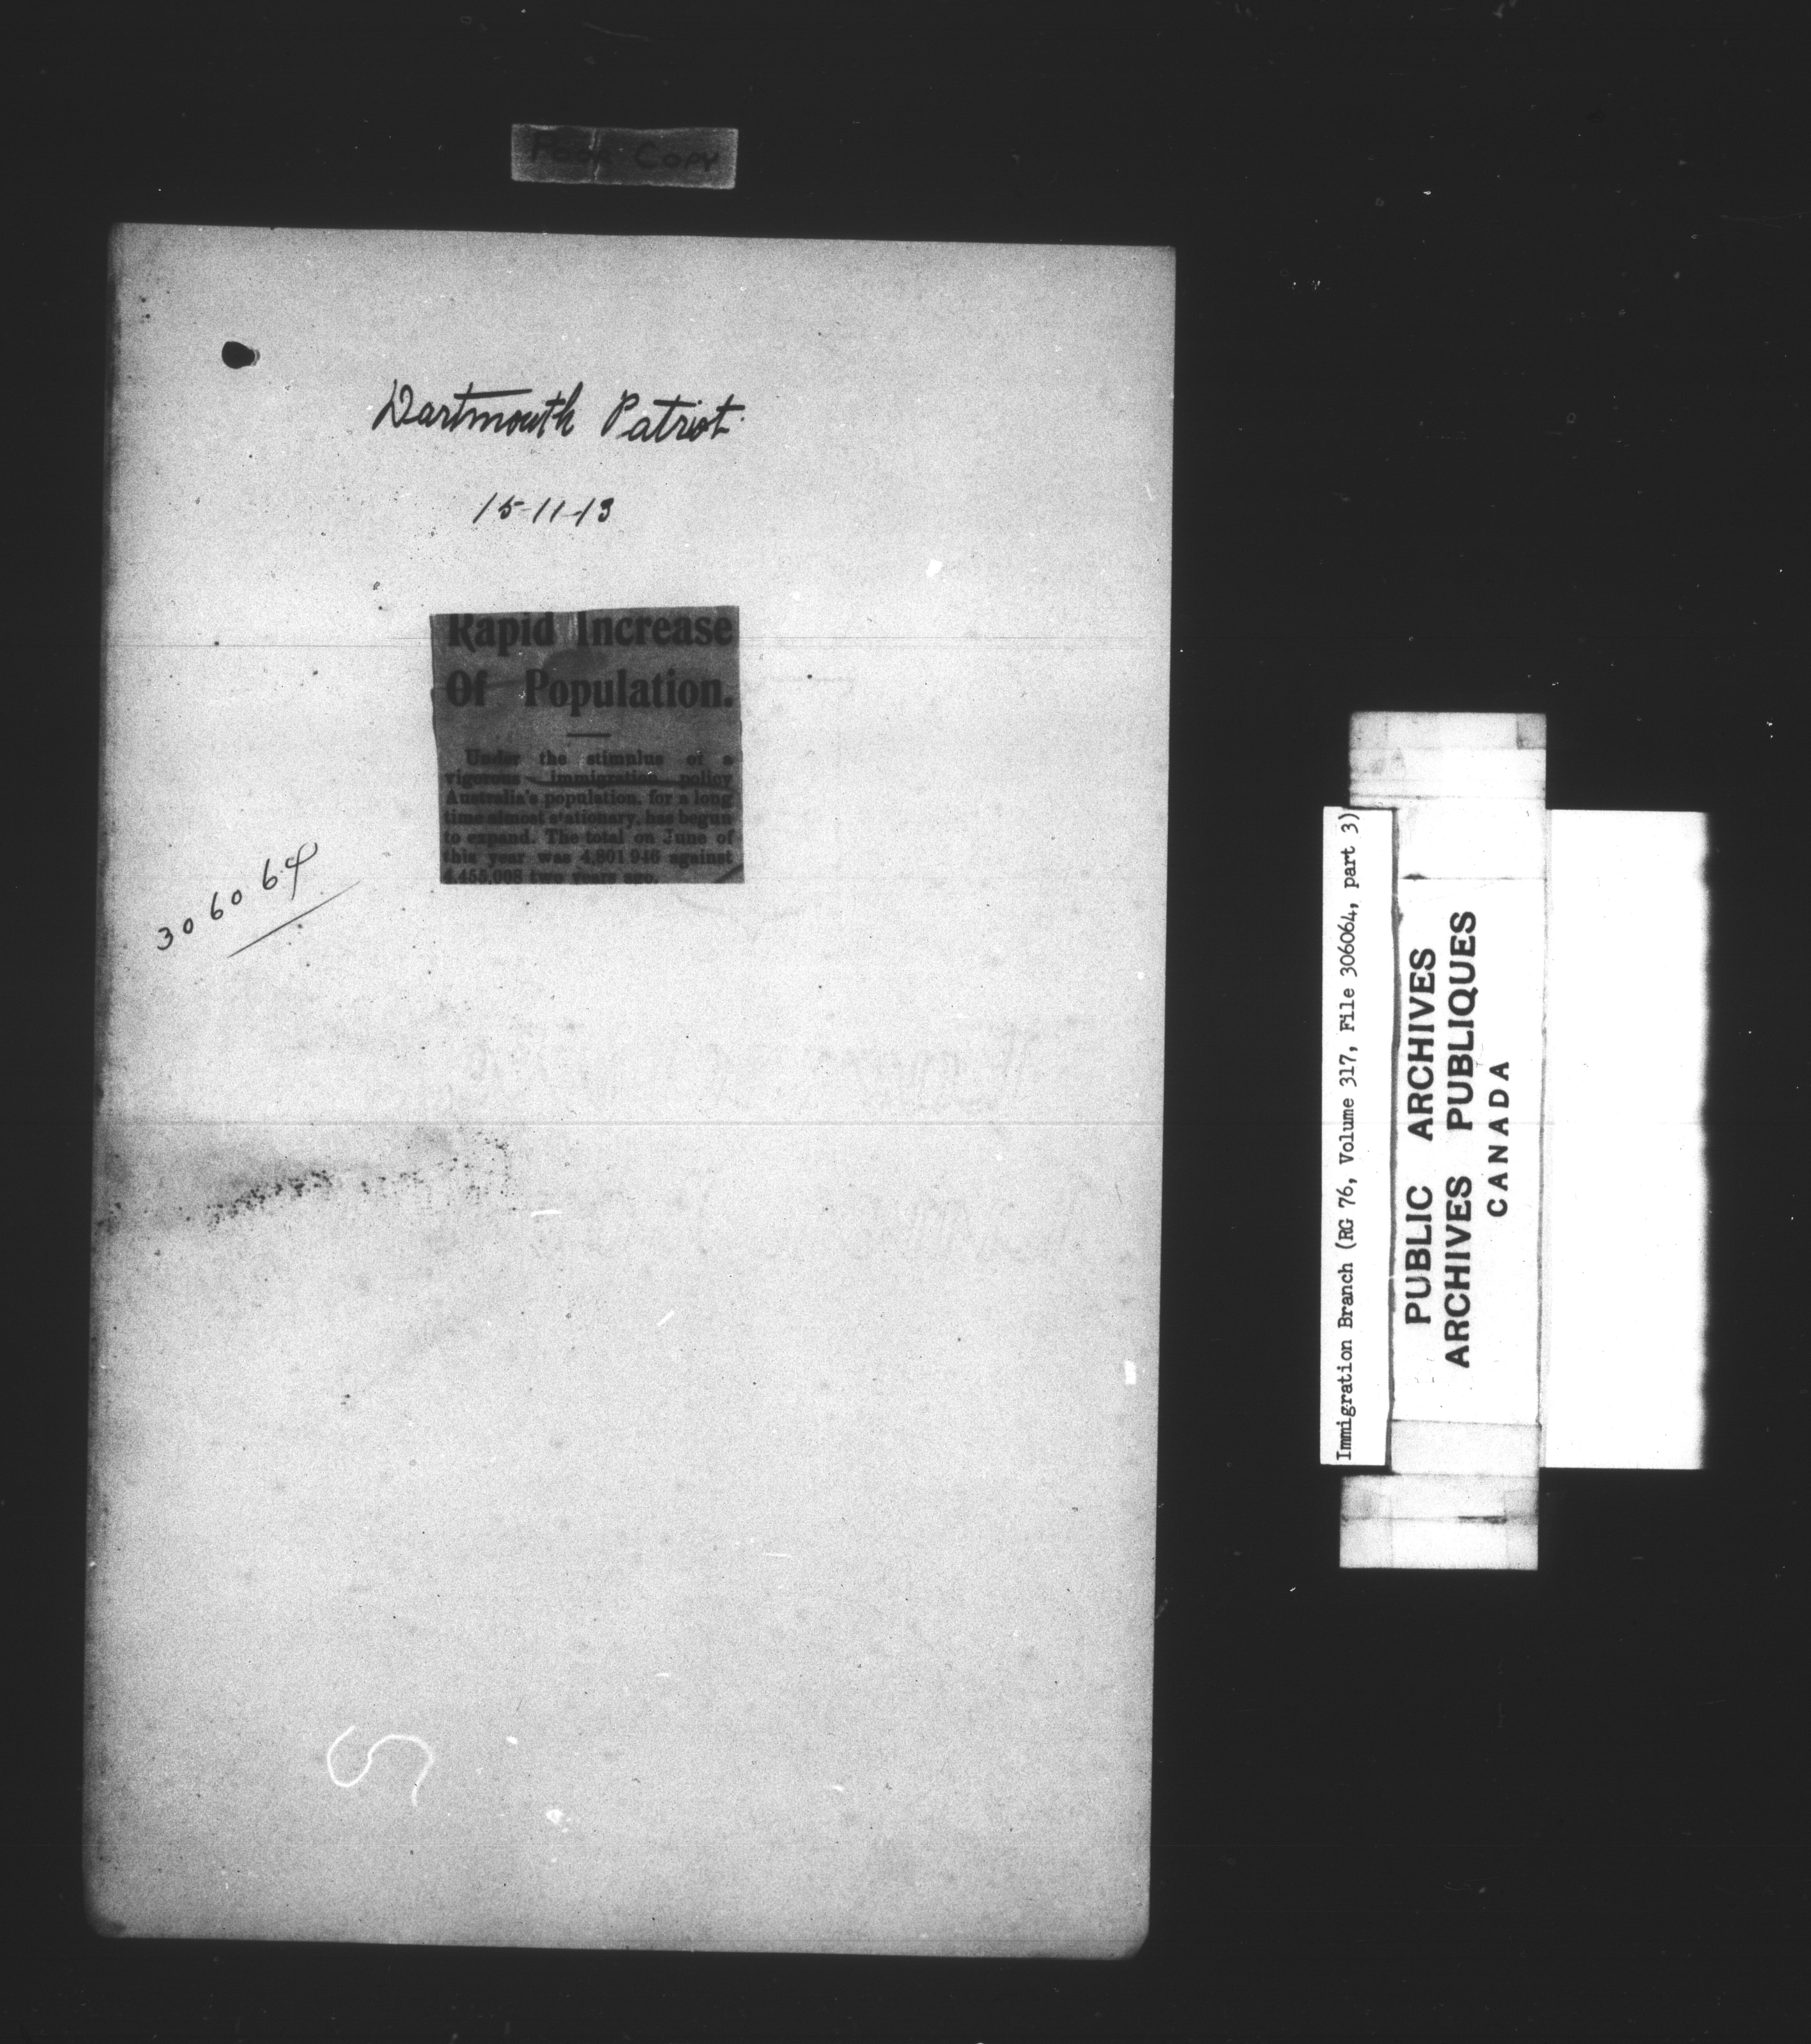 Poor Copy
Dartmouth Patriot.
15-11-13
Rapid Increase
Of Population.
Under the stimulus of a
vigorous immigration policy
Australia's population, for a long
time almost stationary, has begun
to expand. The total on June of
this year was 4,801,946 against
4,455,008 two years ago.
306064
Immigration Branch (RG 76, Volume 317, File 306064, part 3)
PUBLIC ARCHIVES
ARCHIVES PUBLIQUES
CANADA